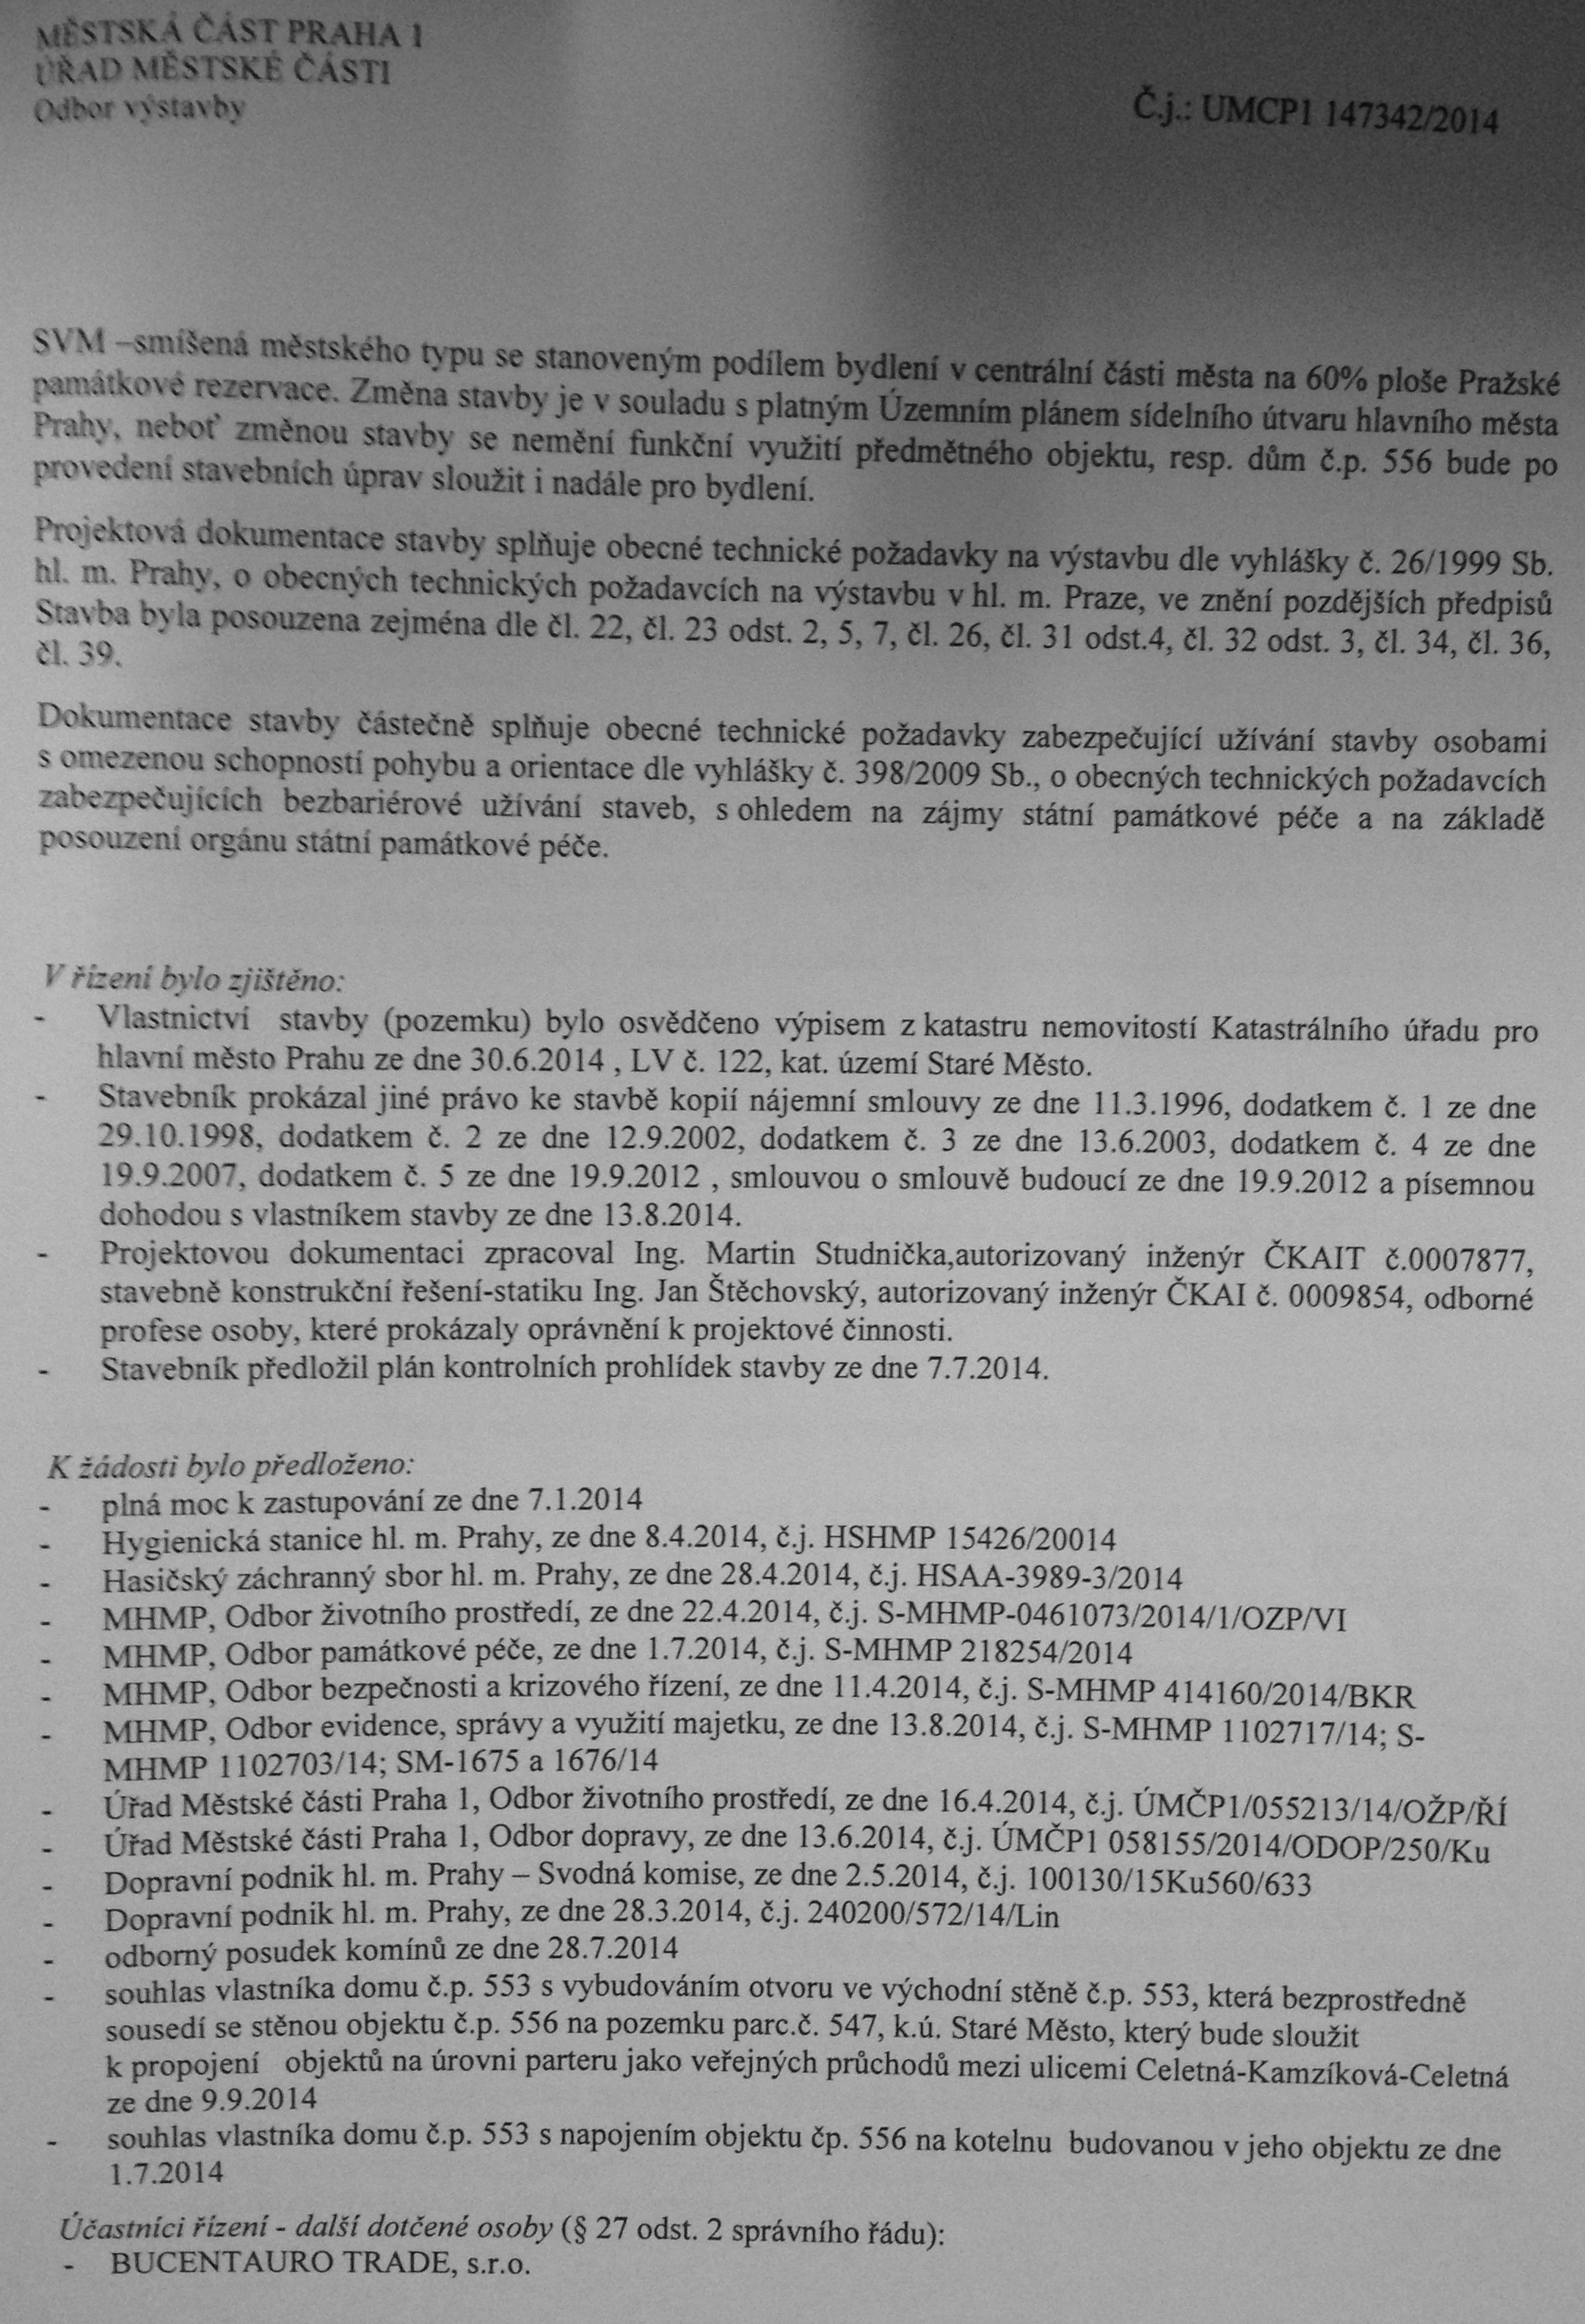 MĚSTSKÁ ČÁST PRAHA 1
ÚŘAD MĚSTSKÉ ČÁSTI
Odbor výstavby
Č.j.: UMCP1 147342/2014
SVM –smíšená městského typu se stanoveným podílem bydlení v centrální části města na 60% ploše Pražské
památkové rezervace. Změna stavby je v souladu s platným Územním plánem sídelního útvaru hlavního města
Prahy, neboť změnou stavby se nemění funkční využití předmětného objektu, resp. dům č.p. 556 bude po
provedení stavebních úprav sloužit i nadále pro bydlení.
Projektová dokumentace stavby splňuje obecné technické požadavky na výstavbu dle vyhlášky č. 26/1999 Sb.
hl. m. Prahy, o obecných technických požadavcích na výstavbu v hl. m. Praze, ve znění pozdějších předpisů
Stavba byla posouzena zejména dle čl. 22, čl. 23 odst. 2, 5, 7, čl. 26, čl. 31 odst.4, čl. 32 odst. 3, čl. 34, čl. 36,
čl. 39.
Dokumentace stavby částečně splňuje obecné technické požadavky zabezpečující užívání stavby osobami
s omezenou schopností pohybu a orientace dle vyhlášky č. 398/2009 Sb., o obecných technických požadavcích
zabezpečujících bezbariérové užívání staveb, s ohledem na zájmy státní památkové péče a na základě
posouzení orgánu státní památkové péče.
V řízení bylo zjištěno:
- Vlastnictví stavby (pozemku) bylo osvědčeno výpisem z katastru nemovitostí Katastrálního úřadu pro
hlavní město Prahu ze dne 30.6.2014 , LV č. 122, kat. území Staré Město.
- Stavebník prokázal jiné právo ke stavbě kopií nájemní smlouvy ze dne 11.3.1996, dodatkem č. 1 ze dne
29.10.1998, dodatkem č. 2 ze dne 12.9.2002, dodatkem č. 3 ze dne 13.6.2003, dodatkem č. 4 ze dne
19.9.2007, dodatkem č. 5 ze dne 19.9.2012 , smlouvou o smlouvě budoucí ze dne 19.9.2012 a písemnou
dohodou s vlastníkem stavby ze dne 13.8.2014.
- Projektovou dokumentaci zpracoval Ing. Martin Studnička,autorizovaný inženýr ČKAIT č.0007877,
stavebně konstrukční řešení-statiku Ing. Jan Štěchovský, autorizovaný inženýr ČKAI č. 0009854, odborné
profese osoby, které prokázaly oprávnění k projektové činnosti.
- Stavebník předložil plán kontrolních prohlídek stavby ze dne 7.7.2014.
K žádosti bylo předloženo:
- plná moc k zastupování ze dne 7.1.2014
- Hygienická stanice hl. m. Prahy, ze dne 8.4.2014, č.j. HSHMP 15426/20014
- Hasičský záchranný sbor hl. m. Prahy, ze dne 28.4.2014, č.j. HSAA-3989-3/2014
- MHMP, Odbor životního prostředí, ze dne 22.4.2014, č.j. S-MHMP-0461073/2014/1/OZP/VI
- MHMP, Odbor památkové péče, ze dne 1.7.2014, č.j. S-MHMP 218254/2014
- MHMP, Odbor bezpečnosti a krizového řízení, ze dne 11.4.2014, č.j. S-MHMP 414160/2014/BKR
- MHMP, Odbor evidence, správy a využití majetku, ze dne 13.8.2014, č.j. S-MHMP 1102717/14; S-
MHMP 1102703/14; SM-1675 a 1676/14
- Úřad Městské části Praha 1, Odbor životního prostředí, ze dne 16.4.2014, č.j. ÚMČP1/055213/14/OŽP/ŘÍ
- Úřad Městské části Praha 1, Odbor dopravy, ze dne 13.6.2014, č.j. ÚMČP1 058155/2014/ODOP/250/Ku
- Dopravní podnik hl. m. Prahy – Svodná komise, ze dne 2.5.2014, č.j. 100130/15Ku560/633
- Dopravní podnik hl. m. Prahy, ze dne 28.3.2014, č.j. 240200/572/14/Lin
- odborný posudek komínů ze dne 28.7.2014
- souhlas vlastníka domu č.p. 553 s vybudováním otvoru ve východní stěně č.p. 553, která bezprostředně
sousedí se stěnou objektu č.p. 556 na pozemku parc.č. 547, k.ú. Staré Město, který bude sloužit
k propojení objektů na úrovni parteru jako veřejných průchodů mezi ulicemi Celetná-Kamzíková-Celetná
ze dne 9.9.2014
- souhlas vlastníka domu č.p. 553 s napojením objektu čp. 556 na kotelnu budovanou v jeho objektu ze dne
1.7.2014
Účastníci řízení - další dotčené osoby (§ 27 odst. 2 správního řádu):
- BUCENTAURO TRADE, s.r.o.